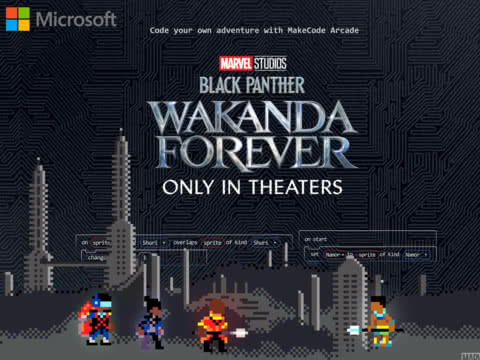 Microsoft
Code your own adventure with MakeCode Arcade
MARVEL STUDIOS
BLACK PANTHER
WAKANDA
FOREVER
ONLY IN THEATERS
on sprite of kind Shuri overlaps sprite of kind Shuri
on start
set Namor to sprite of kind Namor